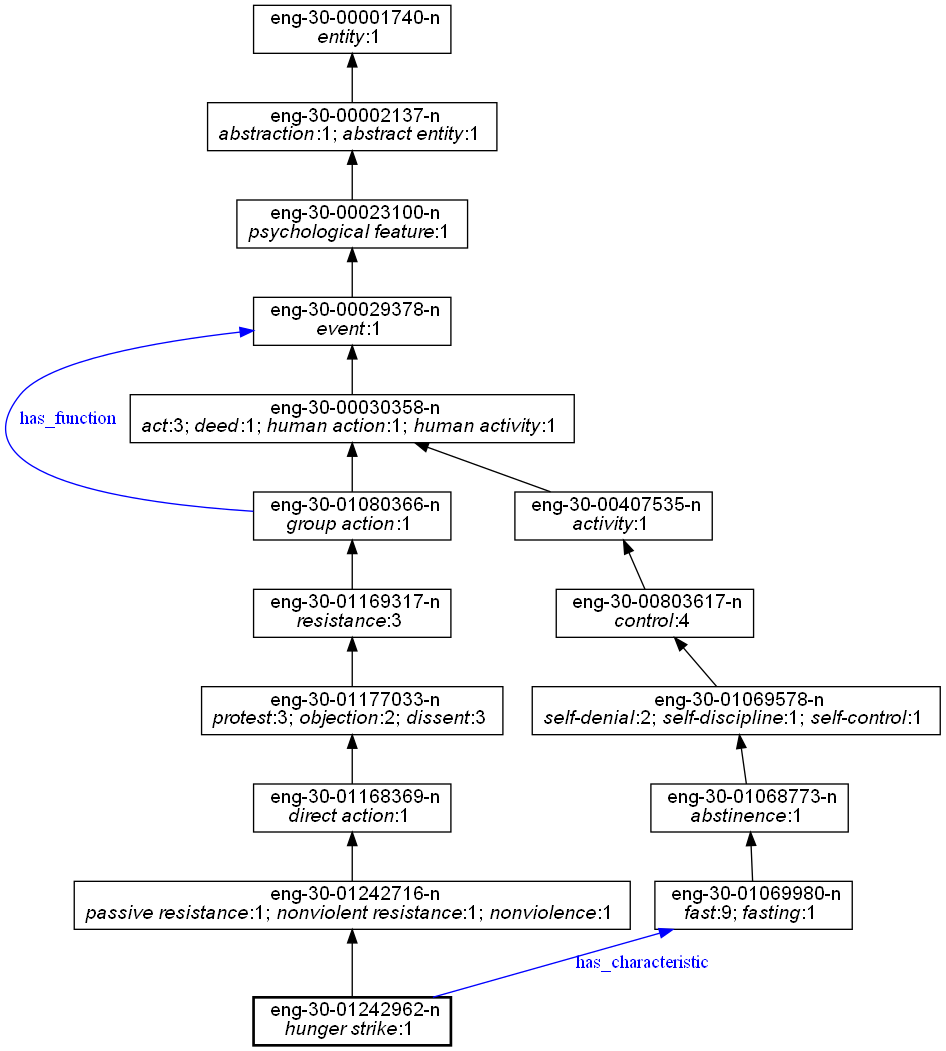 eng-30-00001740-n
entity:1
eng-30-00002137-n
abstraction:1; abstract entity:1
eng-30-00023100-n
psychological feature:1
eng-30-00029378-n
event:1
has_function
eng-30-00030358-n
act:3; deed:1; human action:1; human activity:1
eng-30-01080366-n
group action:1
eng-30-00407535-n
activity:1
eng-30-01169317-n
resistance:3
eng-30-00803617-n
control:4
eng-30-01177033-n
protest:3; objection:2; dissent:3
eng-30-01069578-n
self-denial:2; self-discipline:1; self-control:1
eng-30-01168369-n
direct action:1
eng-30-01068773-n
abstinence:1
eng-30-01242716-n
passive resistance:1; nonviolent resistance:1; nonviolence:1
eng-30-01069980-n
fast:9; fasting:1
has_characteristic
eng-30-01242962-n
hunger strike:1